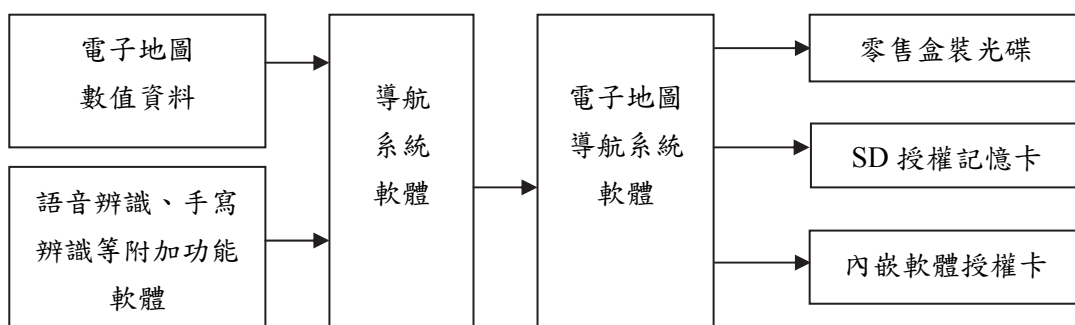 電子地圖
數值資料
語音辨識、手寫
辨識等附加功能
軟體
導航
系統
軟體
電子地圖
導航系統
軟體
零售盒裝光碟
SD 授權記憶卡
內嵌軟體授權卡